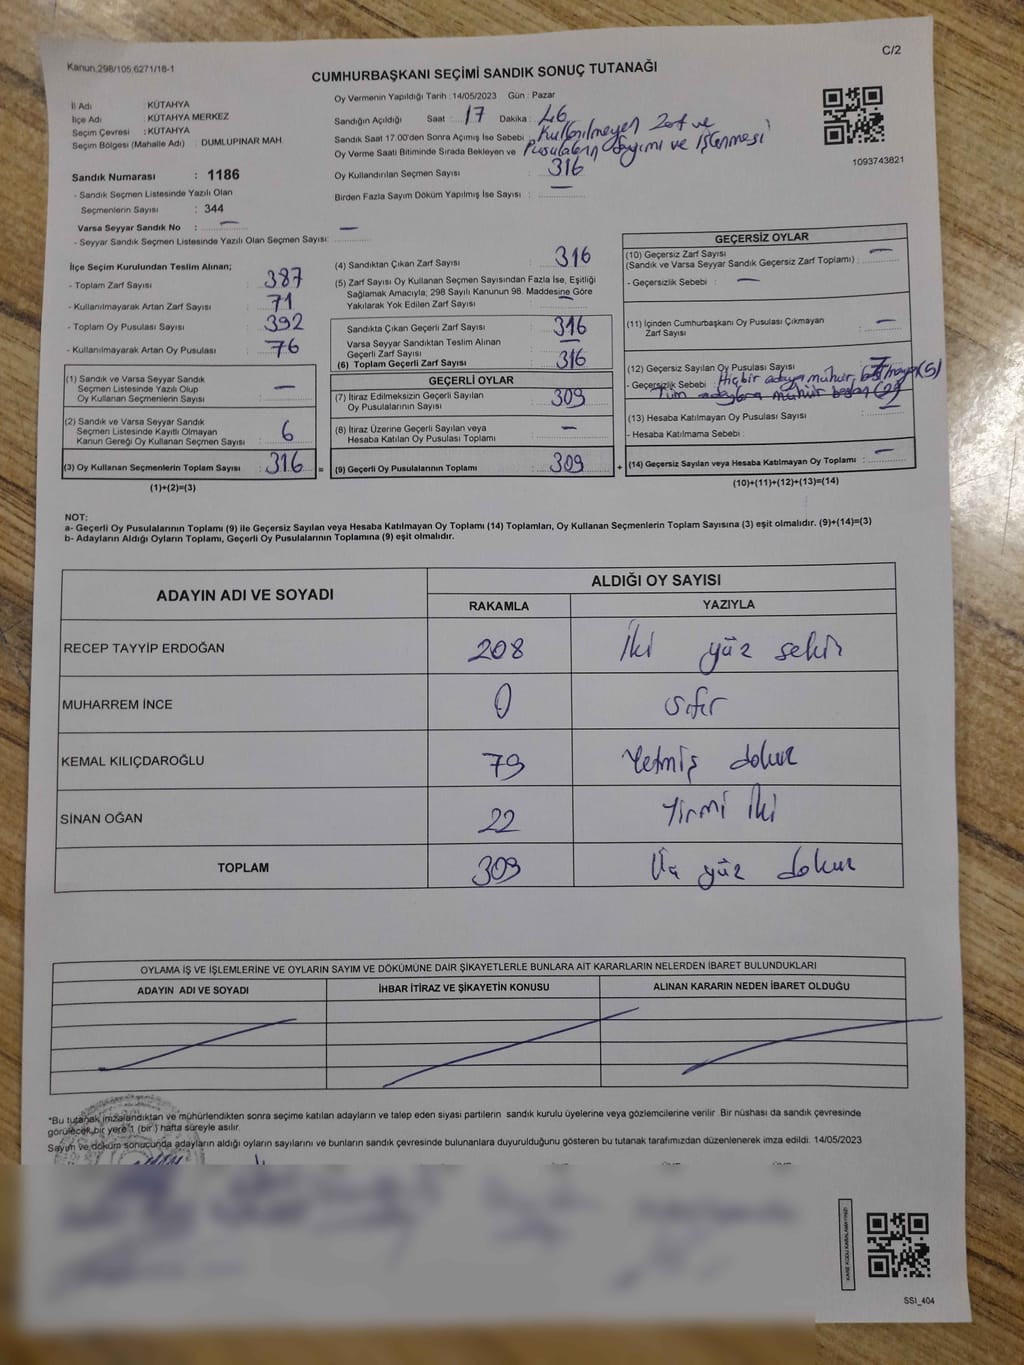 C/2
Kanun,298/105,6271/16-1
CUMHURBAŞKANI SEÇİMİ SANDIK SONUÇ TUTANAĞI
İl Adı : KÜTAHYA
İlçe Adı : KÜTAHYA MERKEZ
Seçim Çevresi : KÜTAHYA
Seçim Bölgesi (Mahalle Adı) : DUMLUPINAR MAH.
Oy Vermenin Yapıldığı Tarih :14/05/2023 Gün : Pazar
Sandığın Açıldığı Saat : 17 Dakika : 46
Sandık Saat 17:00'den Sonra Açılmış İse Sebebi : Kullanılmayan Zarf ve
Oy Verme Saati Bitiminde Sırada Bekleyen ve Pusulaların Sayımı ve İşlenmesi
Oy Kullandırılan Seçmen Sayısı : 316
Birden Fazla Sayım Döküm Yapılmış İse Sayısı : —
1093743821
Sandık Numarası : 1186
- Sandık Seçmen Listesinde Yazılı Olan
Seçmenlerin Sayısı : 344
Varsa Seyyar Sandık No : —
- Seyyar Sandık Seçmen Listesinde Yazılı Olan Seçmen Sayısı: —
İlçe Seçim Kurulundan Teslim Alınan;
- Toplam Zarf Sayısı : 387
- Kullanılmayarak Artan Zarf Sayısı : 71
- Toplam Oy Pusulası Sayısı : 392
- Kullanılmayarak Artan Oy Pusulası : 76
(1) Sandık ve Varsa Seyyar Sandık
Seçmen Listesinde Yazılı Olup
Oy Kullanan Seçmenlerin Sayısı : —
(2) Sandık ve Varsa Seyyar Sandık
Seçmen Listesinde Kayıtlı Olmayan
Kanun Gereği Oy Kullanan Seçmen Sayısı : 6
(3) Oy Kullanan Seçmenlerin Toplam Sayısı : 316 =
(1)+(2)=(3)
(4) Sandıktan Çıkan Zarf Sayısı : 316
(5) Zarf Sayısı Oy Kullanan Seçmen Sayısından Fazla İse, Eşitliği
Sağlamak Amacıyla; 298 Sayılı Kanunun 98. Maddesine Göre
Yakılarak Yok Edilen Zarf Sayısı : —
Sandıkta Çıkan Geçerli Zarf Sayısı : 316
Varsa Seyyar Sandıktan Teslim Alınan
Geçerli Zarf Sayısı : —
(6) Toplam Geçerli Zarf Sayısı : 316
GEÇERLİ OYLAR
(7) İtiraz Edilmeksizin Geçerli Sayılan
Oy Pusulalarının Sayısı : 309
(8) İtiraz Üzerine Geçerli Sayılan veya
Hesaba Katılan Oy Pusulası Toplamı : —
(9) Geçerli Oy Pusulalarının Toplamı : 309 +
GEÇERSİZ OYLAR
(10) Geçersiz Zarf Sayısı
(Sandık ve Varsa Seyyar Sandık Geçersiz Zarf Toplamı) : —
- Geçersizlik Sebebi : —
(11) İçinden Cumhurbaşkanı Oy Pusulası Çıkmayan
Zarf Sayısı : —
(12) Geçersiz Sayılan Oy Pusulası Sayısı : 7
- Geçersizlik Sebebi : Hiçbir adaya mühür basılmayan (5)
Tüm adaylara mühür basan (2)
(13) Hesaba Katılmayan Oy Pusulası Sayısı : —
- Hesaba Katılmama Sebebi :
(14) Geçersiz Sayılan veya Hesaba Katılmayan Oy Toplamı : —
(10)+(11)+(12)+(13)=(14)
NOT:
a- Geçerli Oy Pusulalarının Toplamı (9) ile Geçersiz Sayılan veya Hesaba Katılmayan Oy Toplamı (14) Toplamları, Oy Kullanan Seçmenlerin Toplam Sayısına (3) eşit olmalıdır. (9)+(14)=(3)
b- Adayların Aldığı Oyların Toplamı, Geçerli Oy Pusulalarının Toplamına (9) eşit olmalıdır.
ADAYIN ADI VE SOYADI
ALDIĞI OY SAYISI
RAKAMLA YAZIYLA
RECEP TAYYİP ERDOĞAN 208 İki yüz sekiz
MUHARREM İNCE 0 sıfır
KEMAL KILIÇDAROĞLU 79 Yetmiş dokuz
SİNAN OĞAN 22 Yirmi İki
TOPLAM 309 Üç yüz dokuz
OYLAMA İŞ VE İŞLEMLERİNE VE OYLARIN SAYIM VE DÖKÜMÜNE DAİR ŞİKAYETLERLE BUNLARA AİT KARARLARIN NELERDEN İBARET BULUNDUKLARI
ADAYIN ADI VE SOYADI İHBAR İTİRAZ VE ŞİKAYETİN KONUSU ALINAN KARARIN NEDEN İBARET OLDUĞU
*Bu tutanak imzalandıktan ve mühürlendikten sonra seçime katılan adayların ve talep eden siyasi partilerin sandık kurulu üyelerine veya gözlemcilerine verilir. Bir nüshası da sandık çevresinde
görülecek bir yere 1 (bir) hafta süreyle asılır.
Sayım ve döküm sonucunda adayların aldığı oyların sayılarını ve bunların sandık çevresinde bulunanlara duyurulduğunu gösteren bu tutanak tarafımızdan düzenlenerek imza edildi. 14/05/2023
KARE KODU KARALAMAYINIZ!
SSI_404